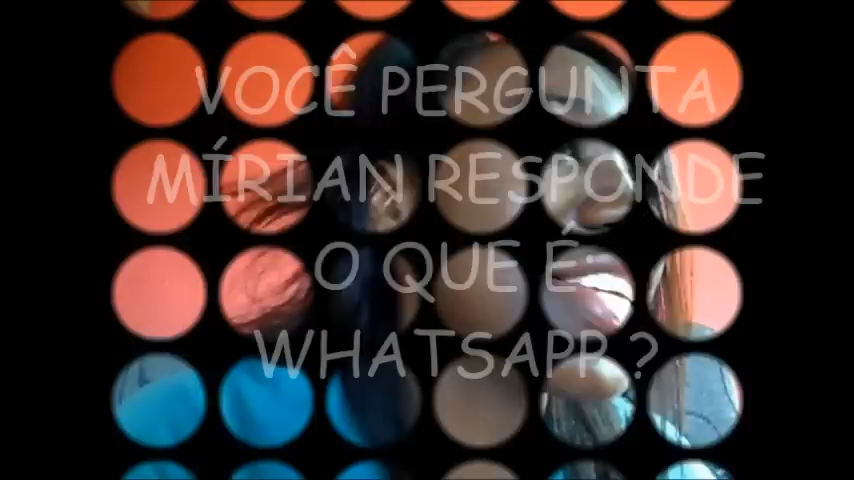 VOCÊ PERGUNTA
MÍRIAN RESPONDE
O QUE É
WHATSAPP ?